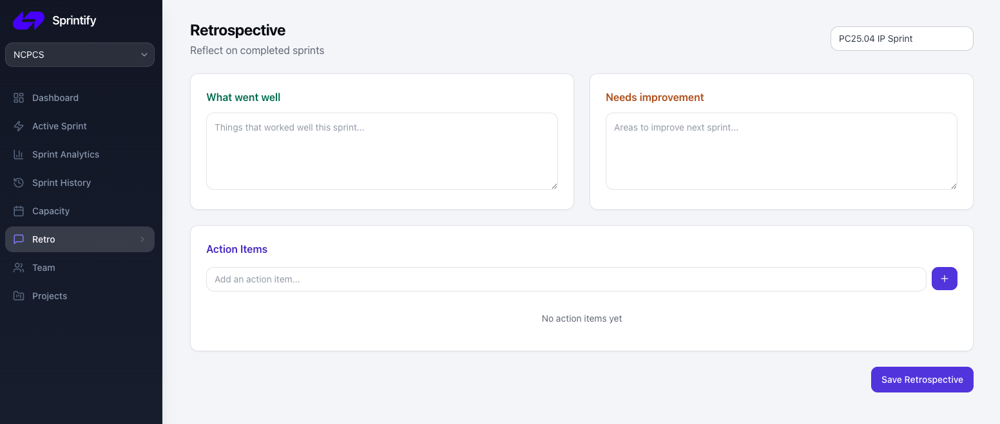 Sprintify
NCPCS
Dashboard
Active Sprint
Sprint Analytics
Sprint History
Capacity
Retro
Team
Projects
Retrospective
Reflect on completed sprints
PC25.04 IP Sprint
What went well
Things that worked well this sprint...
Needs improvement
Areas to improve next sprint...
Action Items
Add an action item...
No action items yet
Save Retrospective